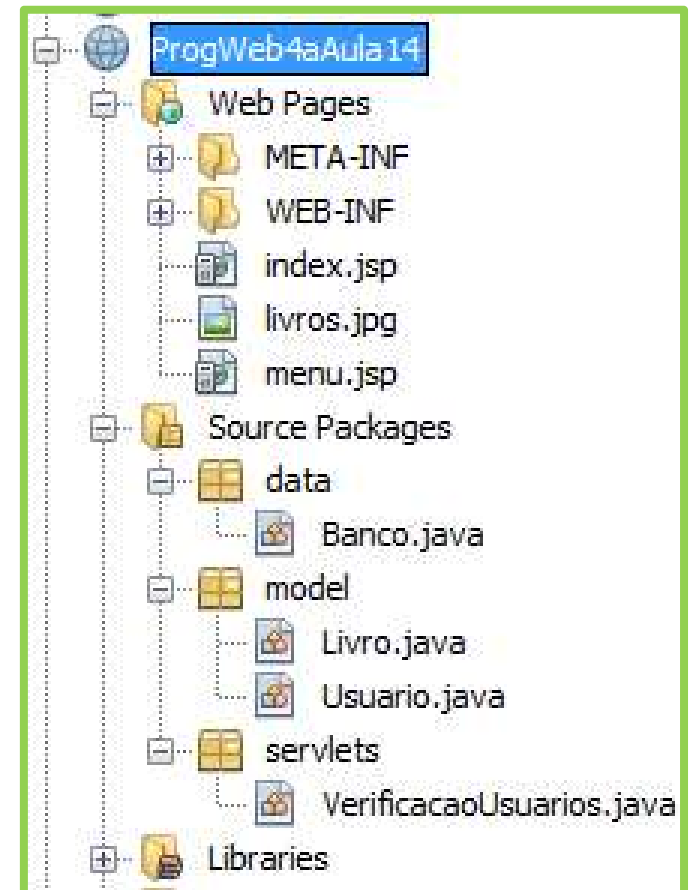 ProgWeb4aAula14
Web Pages
META-INF
WEB-INF
index.jsp
livros.jpg
menu.jsp
Source Packages
data
Banco.java
model
Livro.java
Usuario.java
servlets
VerificacaoUsuarios.java
Libraries